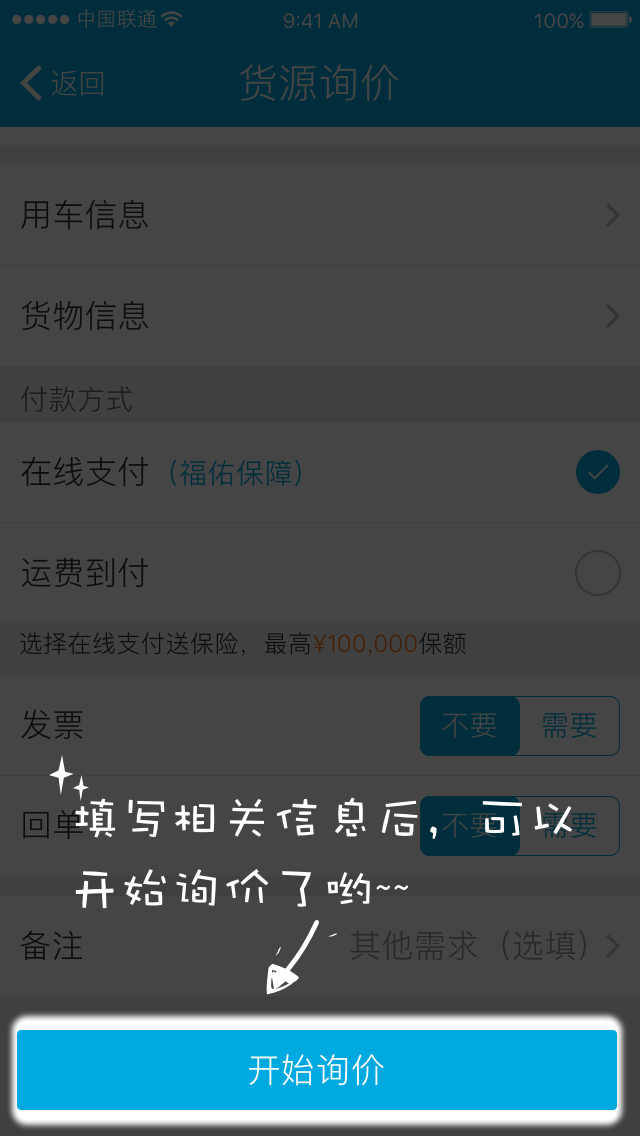 中国联通 9:41 AM 100%
返回 货源询价
用车信息
货物信息
付款方式
在线支付（福佑保障）
运费到付
选择在线支付送保险，最高¥100,000保额
发票 不要 需要
回单 不要 需要
填写相关信息后，可以
开始询价了哟~~
备注 其他需求（选填）
开始询价